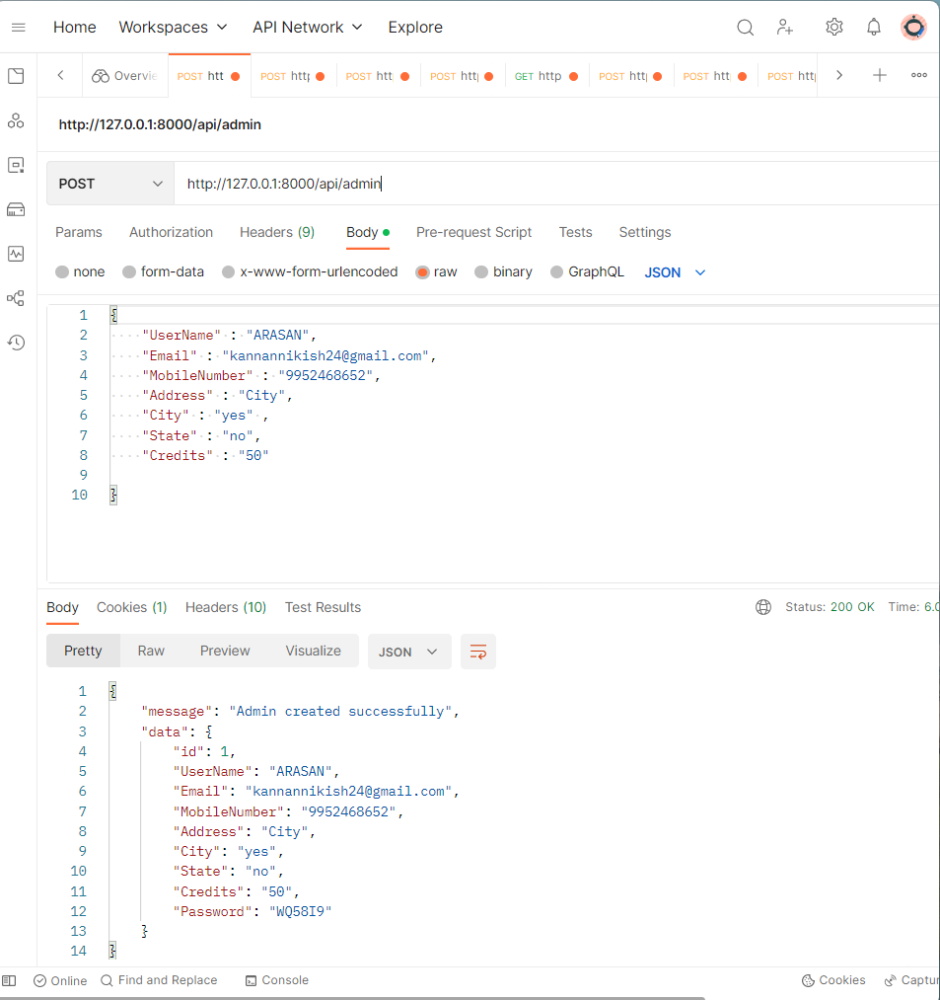 Home Workspaces API Network Explore
Overvie POST htt POST http POST htt POST http GET http POST http POST htt POST http
http://127.0.0.1:8000/api/admin
POST http://127.0.0.1:8000/api/admin
Params Authorization Headers (9) Body Pre-request Script Tests Settings
none form-data x-www-form-urlencoded raw binary GraphQL JSON
1 {
2 "UserName" : "ARASAN",
3 "Email" : "kannannikish24@gmail.com",
4 "MobileNumber" : "9952468652",
5 "Address" : "City",
6 "City" : "yes" ,
7 "State" : "no",
8 "Credits" : "50"
9
10 }
Body Cookies (1) Headers (10) Test Results Status: 200 OK Time: 6.0
Pretty Raw Preview Visualize JSON
1 {
2 "message": "Admin created successfully",
3 "data": {
4 "id": 1,
5 "UserName": "ARASAN",
6 "Email": "kannannikish24@gmail.com",
7 "MobileNumber": "9952468652",
8 "Address": "City",
9 "City": "yes",
10 "State": "no",
11 "Credits": "50",
12 "Password": "WQ58I9"
13 }
14 }
Online Find and Replace Console Cookies Captur